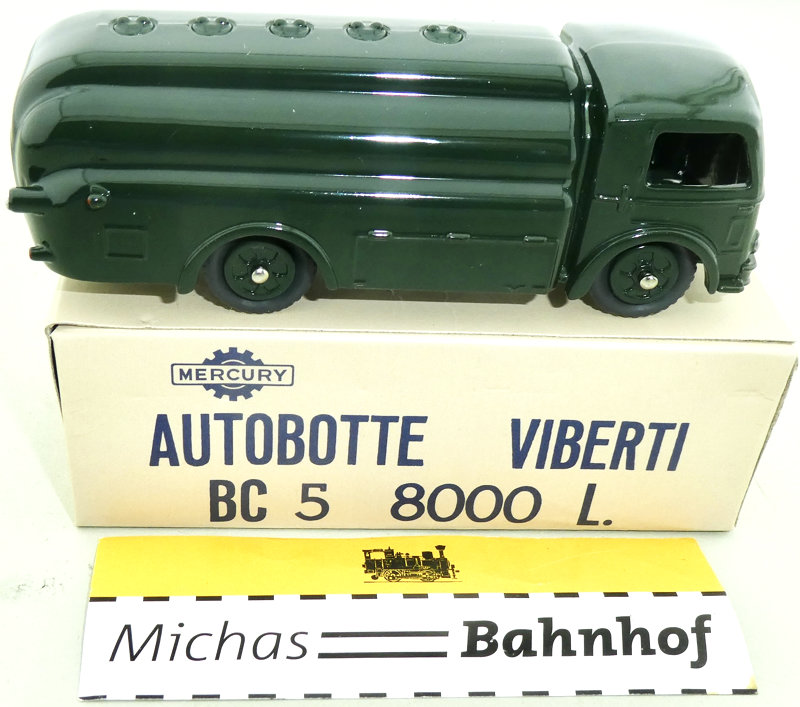 MERCURY
AUTOBOTTE VIBERTI
BC 5 8000 L.
Michas Bahnhof